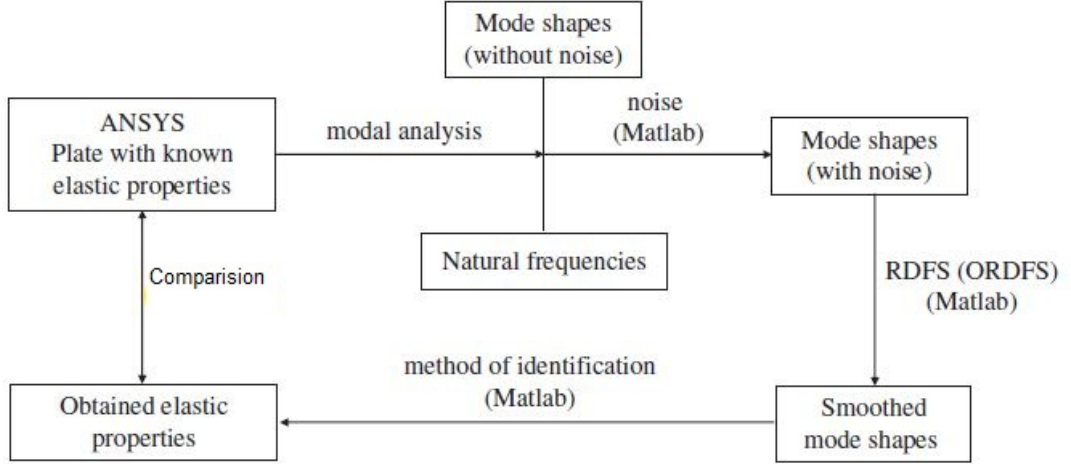 Mode shapes
(without noise)
ANSYS
Plate with known
elastic properties
modal analysis
noise
(Matlab)
Mode shapes
(with noise)
Natural frequencies
Comparision
RDFS (ORDFS)
(Matlab)
method of identification
(Matlab)
Obtained elastic
properties
Smoothed
mode shapes